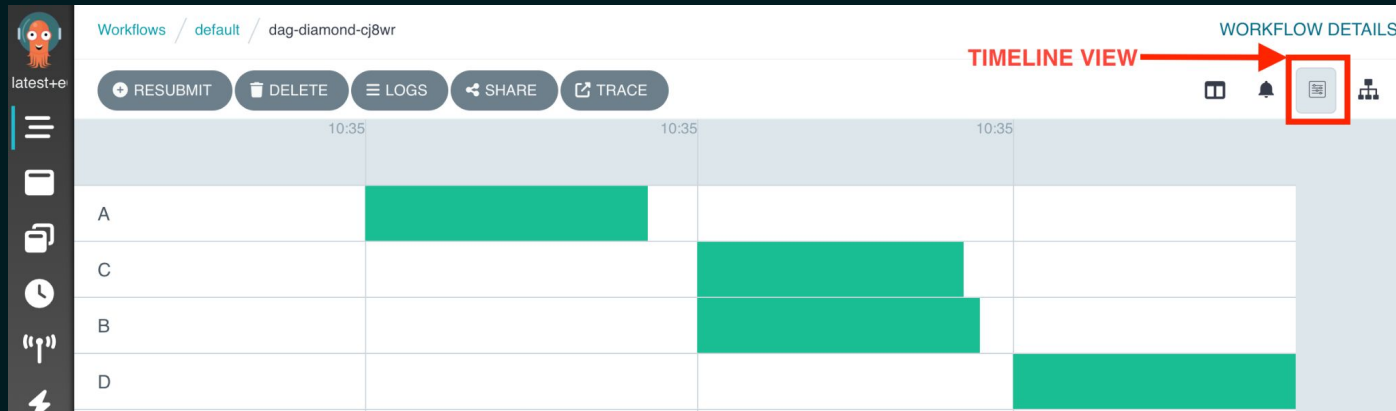 Workflows / default / dag-diamond-cj8wr
WORKFLOW DETAILS
TIMELINE VIEW
latest+e
RESUBMIT DELETE LOGS SHARE TRACE
10:35 10:35 10:35
A
C
B
D